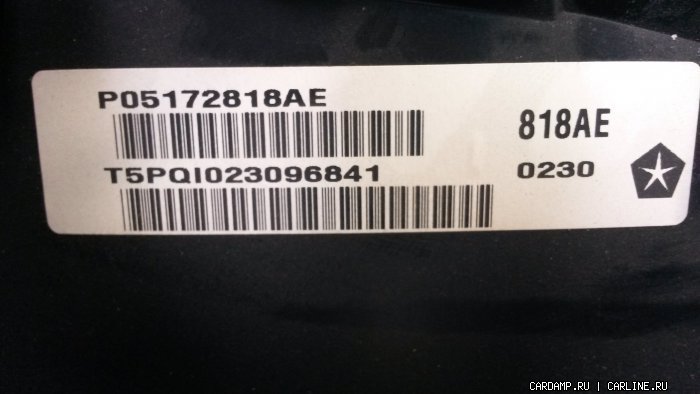 P05172818AE
818AE
T5PQI023096841
0230
CARDAMP.RU | CARLINE.RU